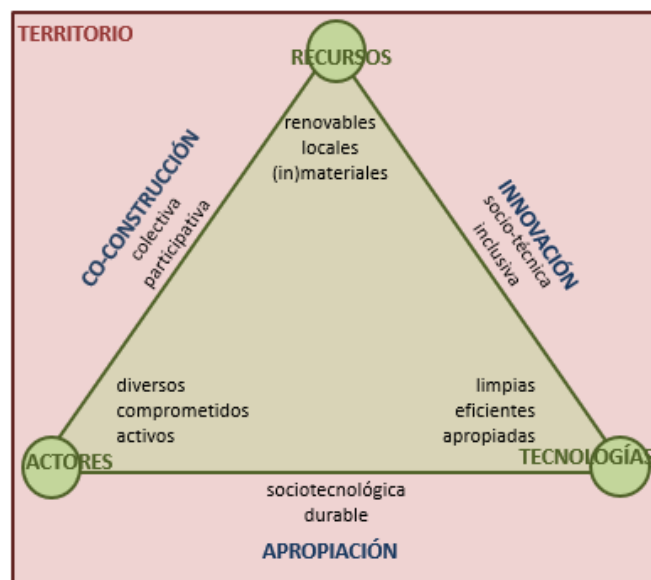 TERRITORIO
RECURSOS
renovables
locales
(in)materiales
CO-CONSTRUCCIÓN
colectiva
participativa
INNOVACIÓN
socio-técnica
inclusiva
diversos
comprometidos
activos
limpias
eficientes
apropiadas
ACTORES
TECNOLOGÍAS
sociotecnológica
durable
APROPIACIÓN